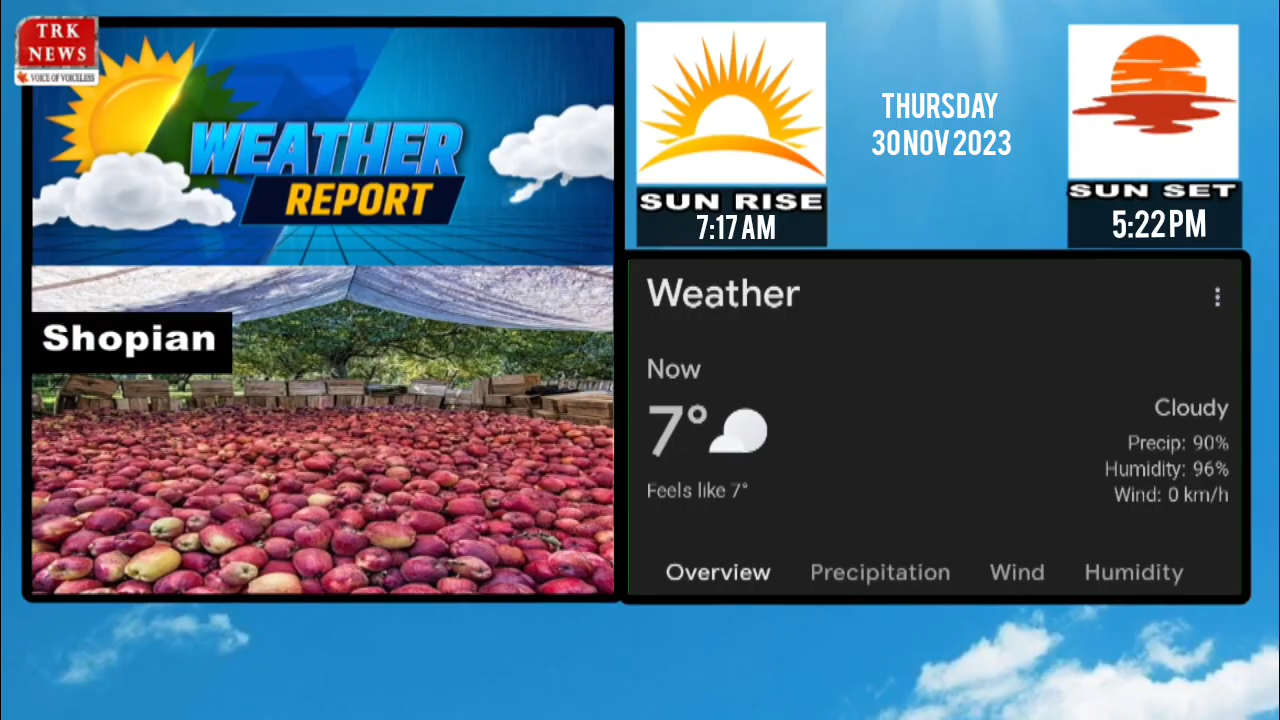 TRK
NEWS
VOICE OF VOICELESS
WEATHER
REPORT
Shopian
SUN RISE
7:17 AM
THURSDAY
30 NOV 2023
SUN SET
5:22 PM
Weather
Now
7°
Feels like 7°
Cloudy
Precip: 90%
Humidity: 96%
Wind: 0 km/h
Overview Precipitation Wind Humidity